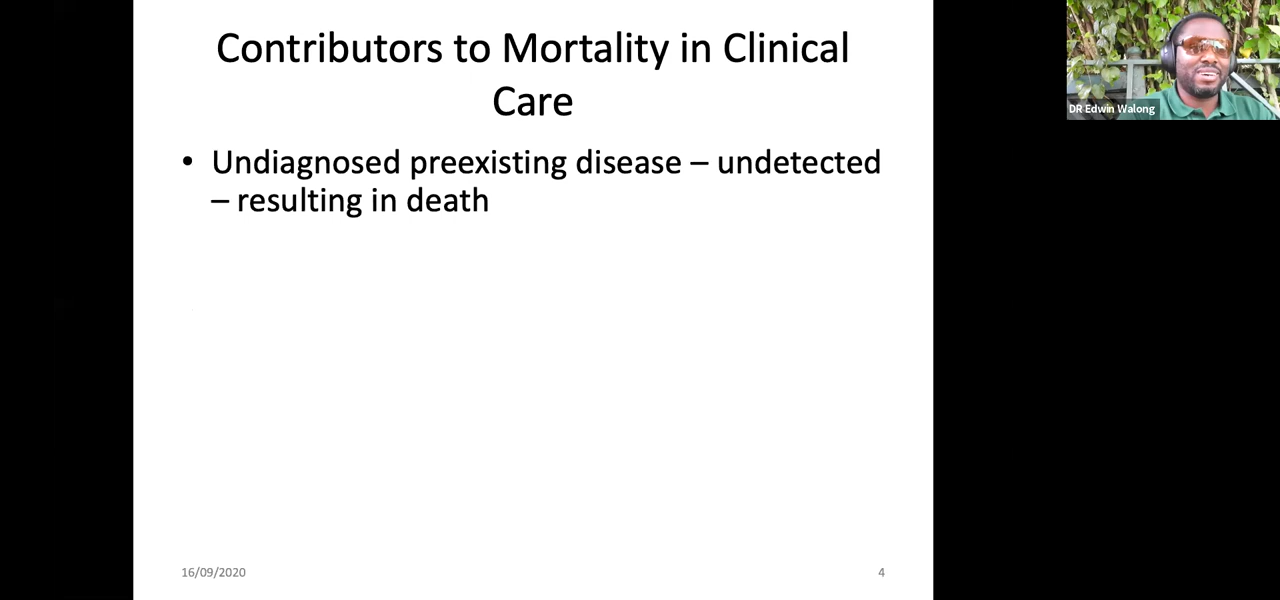 Contributors to Mortality in Clinical
Care
• Undiagnosed preexisting disease – undetected
– resulting in death
16/09/2020
4
DR Edwin Walong